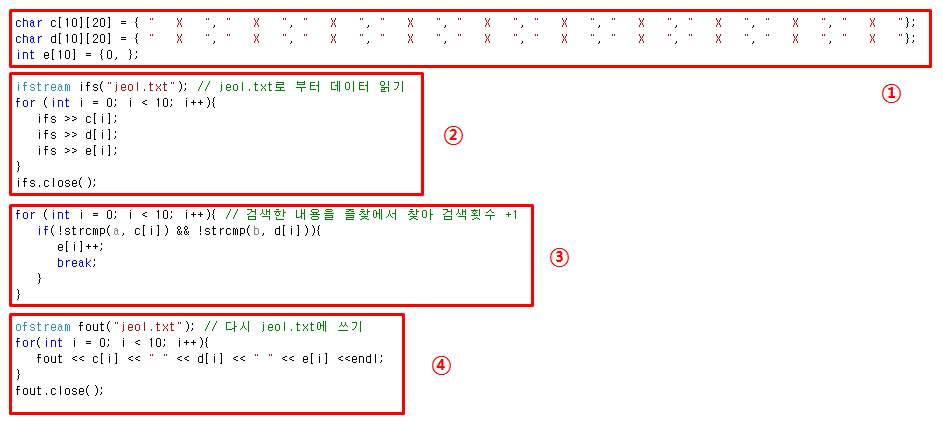 char c[10][20] = { "   X   ", "   X   ", "   X   ", "   X   ", "   X   ", "   X   ", "   X   ", "   X   ", "   X   ", "   X   "};
char d[10][20] = { "   X   ", "   X   ", "   X   ", "   X   ", "   X   ", "   X   ", "   X   ", "   X   ", "   X   ", "   X   "};
int e[10] = {0, };
①
ifstream ifs("jeol.txt"); // jeol.txt로 부터 데이터 읽기
for (int i = 0; i < 10; i++){
   ifs >> c[i];
   ifs >> d[i];
   ifs >> e[i];
}
ifs.close();
②
for (int i = 0; i < 10; i++){ // 검색한 내용을 즐찾에서 찾아 검색횟수 +1
   if(!strcmp(a, c[i]) && !strcmp(b, d[i])){
      e[i]++;
      break;
   }
}
③
ofstream fout("jeol.txt"); // 다시 jeol.txt에 쓰기
for(int i = 0; i < 10; i++){
   fout << c[i] << " " << d[i] << " " << e[i] <<endl;
}
fout.close();
④